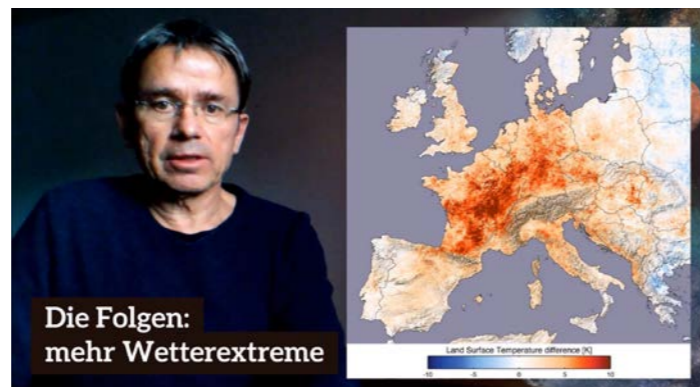 Die Folgen:
mehr Wetterextreme
Land Surface Temperature difference [K]
-10 -5 0 5 10